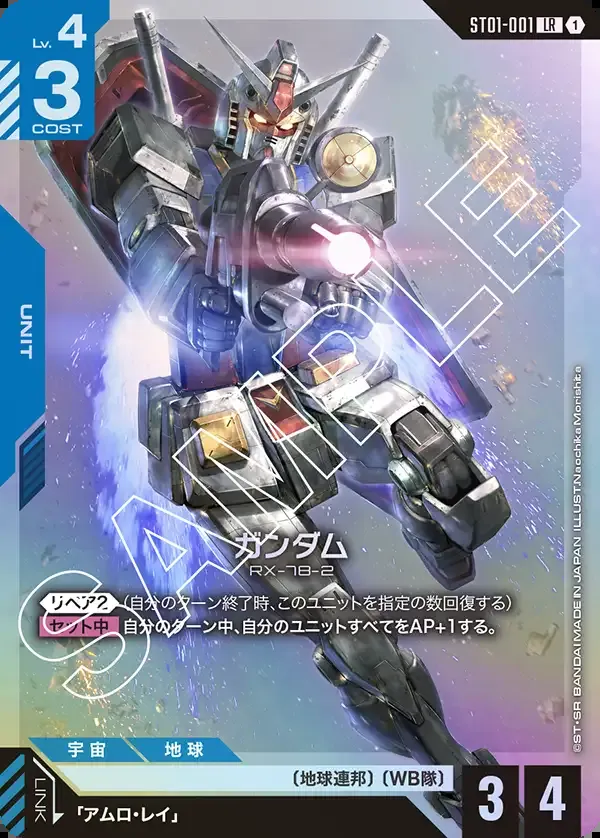 Lv. 4
3
COST
ST01-001 LR 1
UNIT
SAMPLE
©ST・SR BANDAI MADE IN JAPAN ILLUST.Naochika Morishita
ガンダム
RX-78-2
リペア2 (自分のターン終了時、このユニットを指定の数回復する)
セット中 自分のターン中、自分のユニットすべてをAP+1する。
宇宙 地球
〔地球連邦〕〔WB隊〕
LINK
「アムロ・レイ」
3 4